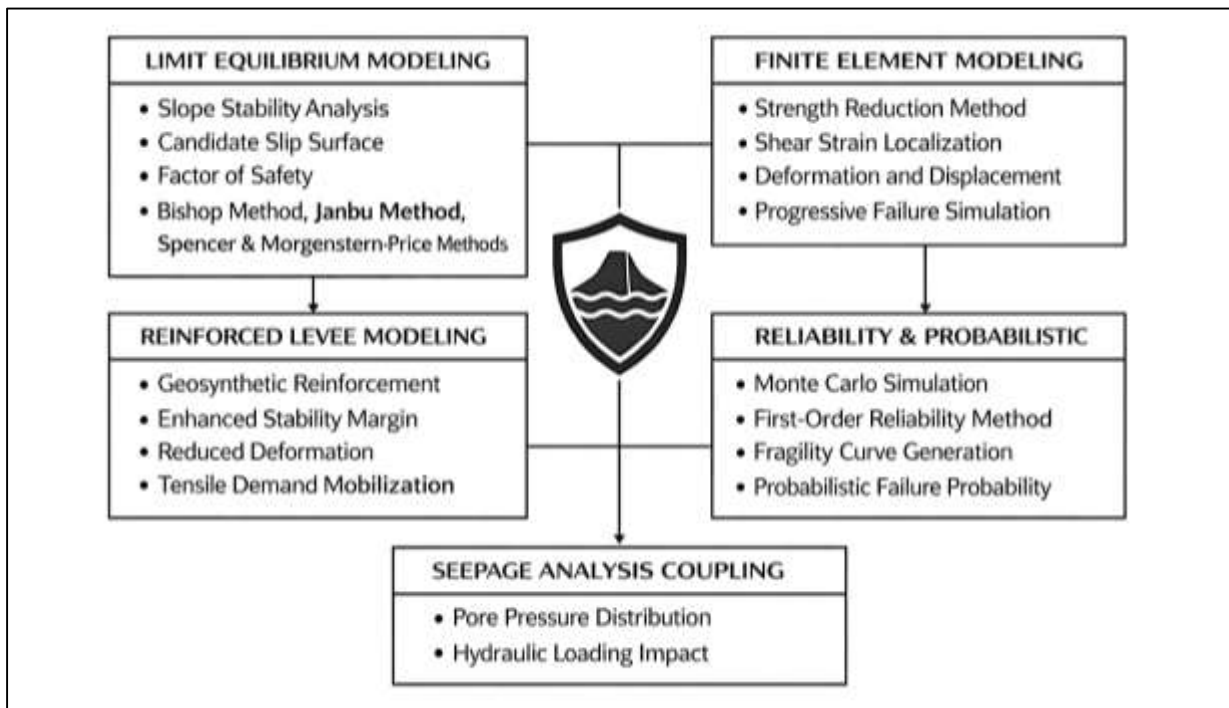 LIMIT EQUILIBRIUM MODELING
• Slope Stability Analysis
• Candidate Slip Surface
• Factor of Safety
• Bishop Method, Janbu Method,
Spencer & Morgenstern-Price Methods
FINITE ELEMENT MODELING
• Strength Reduction Method
• Shear Strain Localization
• Deformation and Displacement
• Progressive Failure Simulation
REINFORCED LEVEE MODELING
• Geosynthetic Reinforcement
• Enhanced Stability Margin
• Reduced Deformation
• Tensile Demand Mobilization
RELIABILITY & PROBABILISTIC
• Monte Carlo Simulation
• First-Order Reliability Method
• Fragility Curve Generation
• Probabilistic Failure Probability
SEEPAGE ANALYSIS COUPLING
• Pore Pressure Distribution
• Hydraulic Loading Impact